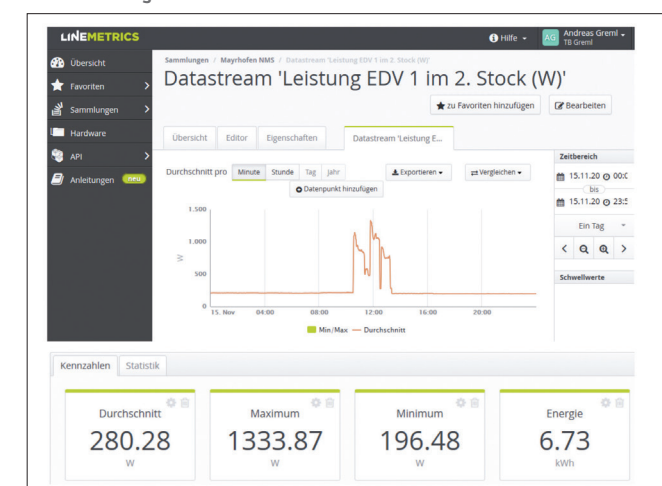 LINEMETRICS
Hilfe
AG
Andreas Greml
TB Greml
Übersicht
Favoriten
Sammlungen
Hardware
API
Anleitungen neu
Sammlungen / Mayrhofen NMS / Datastream 'Leistung EDV 1 im 2. Stock (W)'
Datastream 'Leistung EDV 1 im 2. Stock (W)'
zu Favoriten hinzufügen
Bearbeiten
Übersicht Editor Eigenschaften Datastream 'Leistung E...
Durchschnitt pro Minute Stunde Tag Jahr
Exportieren
Vergleichen
Datenpunkt hinzufügen
Zeitbereich
15.11.20 00:0
bis
15.11.20 23:5
Ein Tag
Schwellwerte
1.500
1.000
W
500
0
15. Nov 04:00 08:00 12:00 16:00 20:00
Min/Max Durchschnitt
Kennzahlen Statistik
Durchschnitt
280.28
W
Maximum
1333.87
W
Minimum
196.48
W
Energie
6.73
kWh